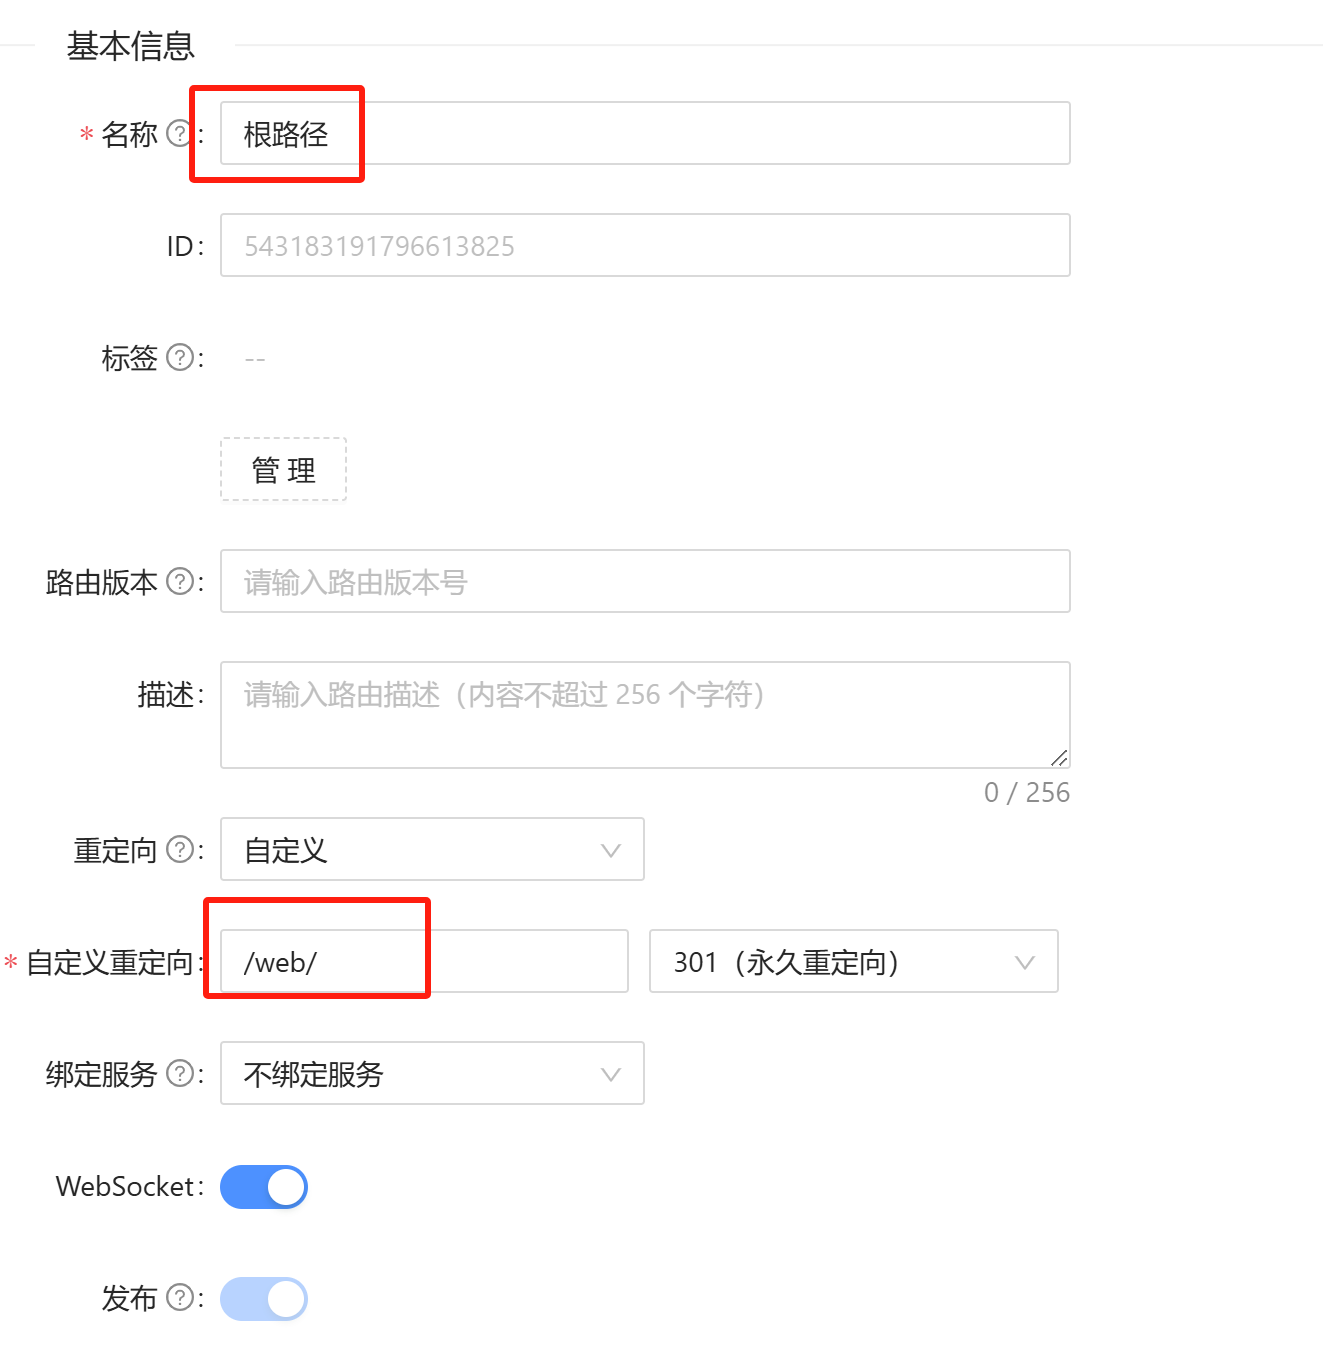 基本信息
* 名称 ? : 根路径
ID : 543183191796613825
标签 ? : --
管 理
路由版本 ? : 请输入路由版本号
描述 : 请输入路由描述（内容不超过 256 个字符）
0 / 256
重定向 ? : 自定义
* 自定义重定向 : /web/ 301（永久重定向）
绑定服务 ? : 不绑定服务
WebSocket :
发布 ? :